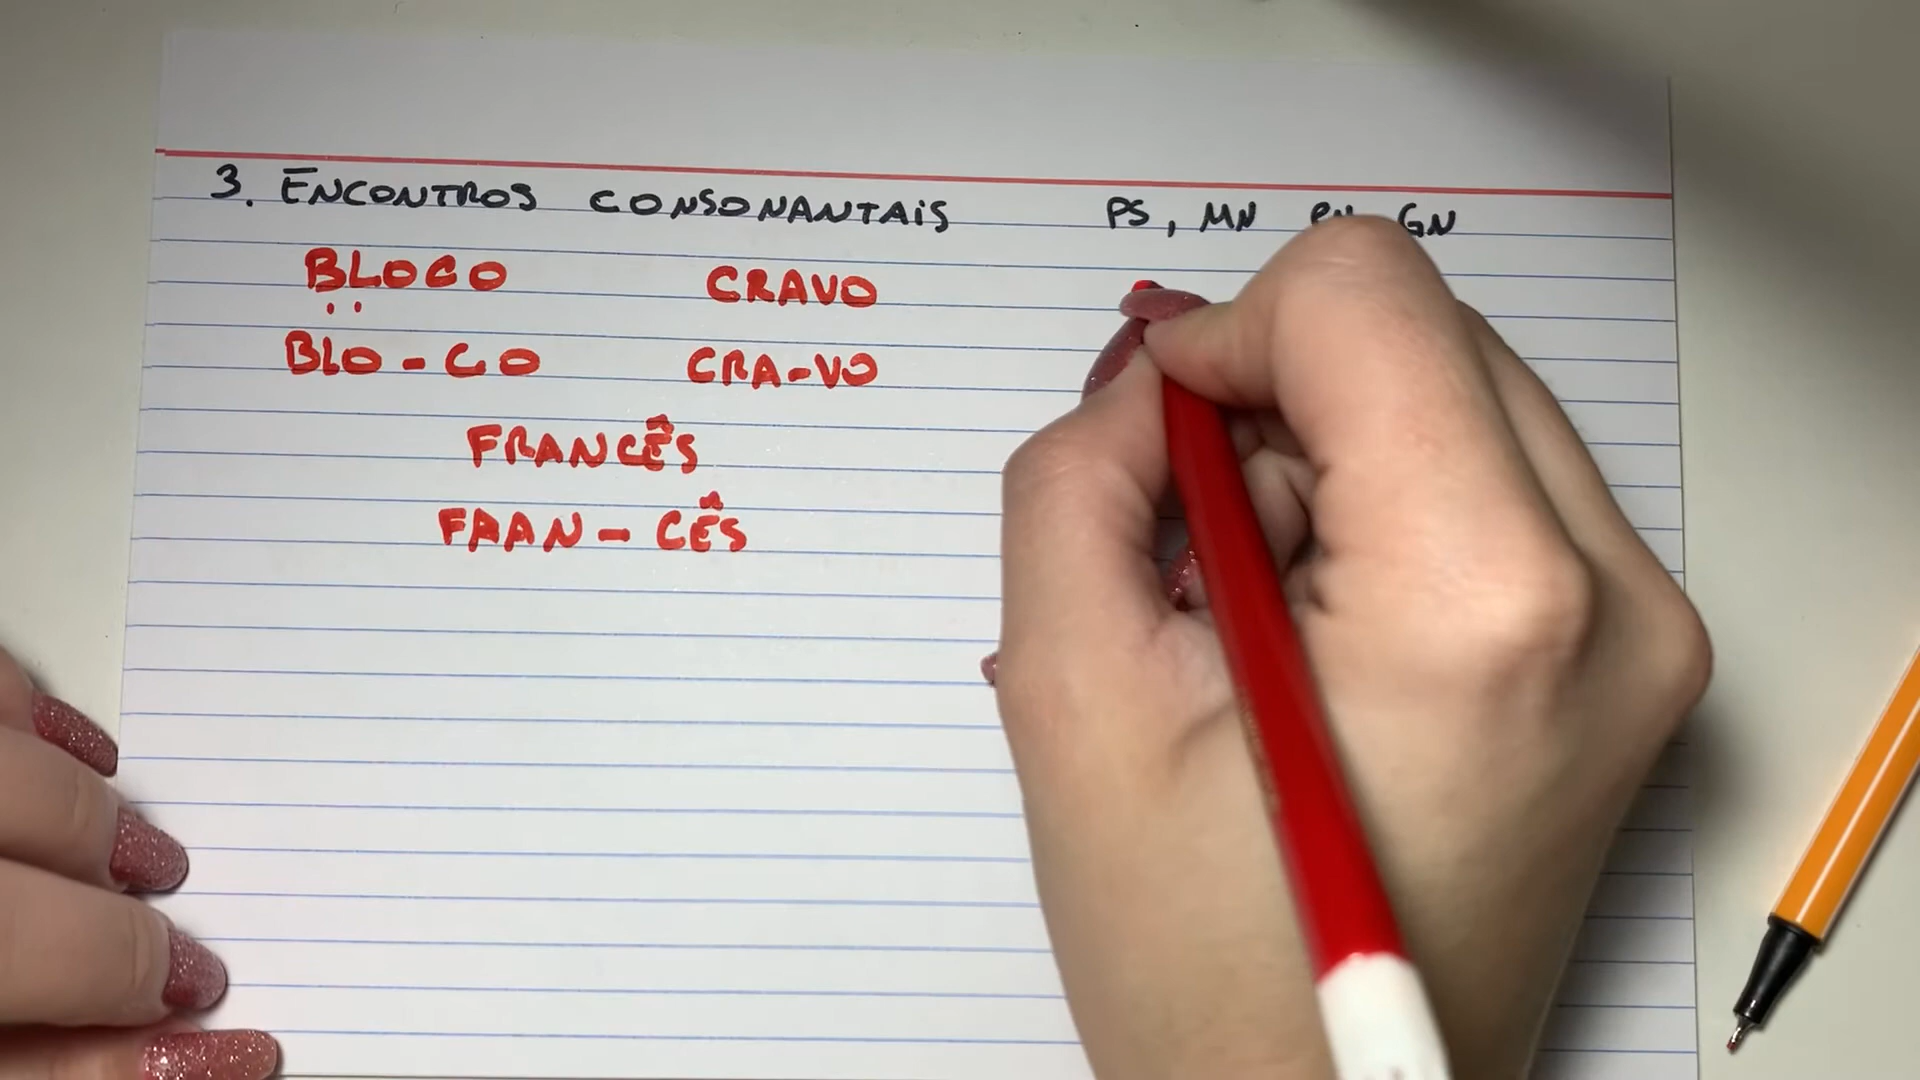 3. ENCONTROS CONSONANTAIS PS, MN GN
BLOCO CRAVO
BLO - CO CRA-VO
FRANCÊS
FRAN - CÊS